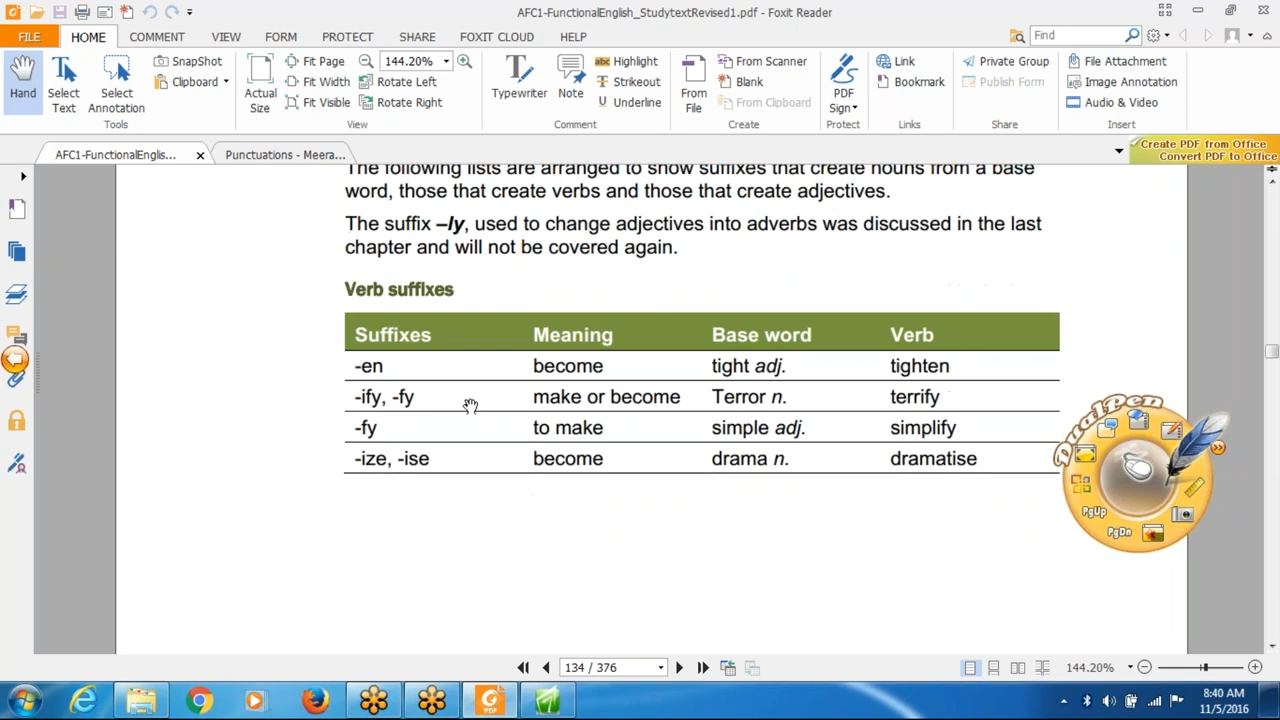 AFC1-FunctionalEnglish_StudytextRevised1.pdf - Foxit Reader
FILE HOME COMMENT VIEW FORM PROTECT SHARE FOXIT CLOUD HELP Find
Hand
Select Text
Select Annotation
SnapShot
Clipboard
Tools
Actual Size
Fit Page
Fit Width
Fit Visible
144.20%
Rotate Left
Rotate Right
View
Typewriter
Note
Highlight
Strikeout
Underline
Comment
From File
From Scanner
Blank
From Clipboard
Create
PDF Sign
Protect
Link
Bookmark
Links
Private Group
Publish Form
Share
File Attachment
Image Annotation
Audio & Video
Insert
AFC1-FunctionalEnglis... Punctuations - Meera...
Create PDF from Office
Convert PDF to Office
The following lists are arranged to show suffixes that create nouns from a base
word, those that create verbs and those that create adjectives.
The suffix –ly, used to change adjectives into adverbs was discussed in the last
chapter and will not be covered again.
Verb suffixes
Suffixes Meaning Base word Verb
-en become tight adj. tighten
-ify, -fy make or become Terror n. terrify
-fy to make simple adj. simplify
-ize, -ise become drama n. dramatise
DualPen
PgUp
PgDn
134 / 376
144.20%
PDF
8:40 AM
11/5/2016